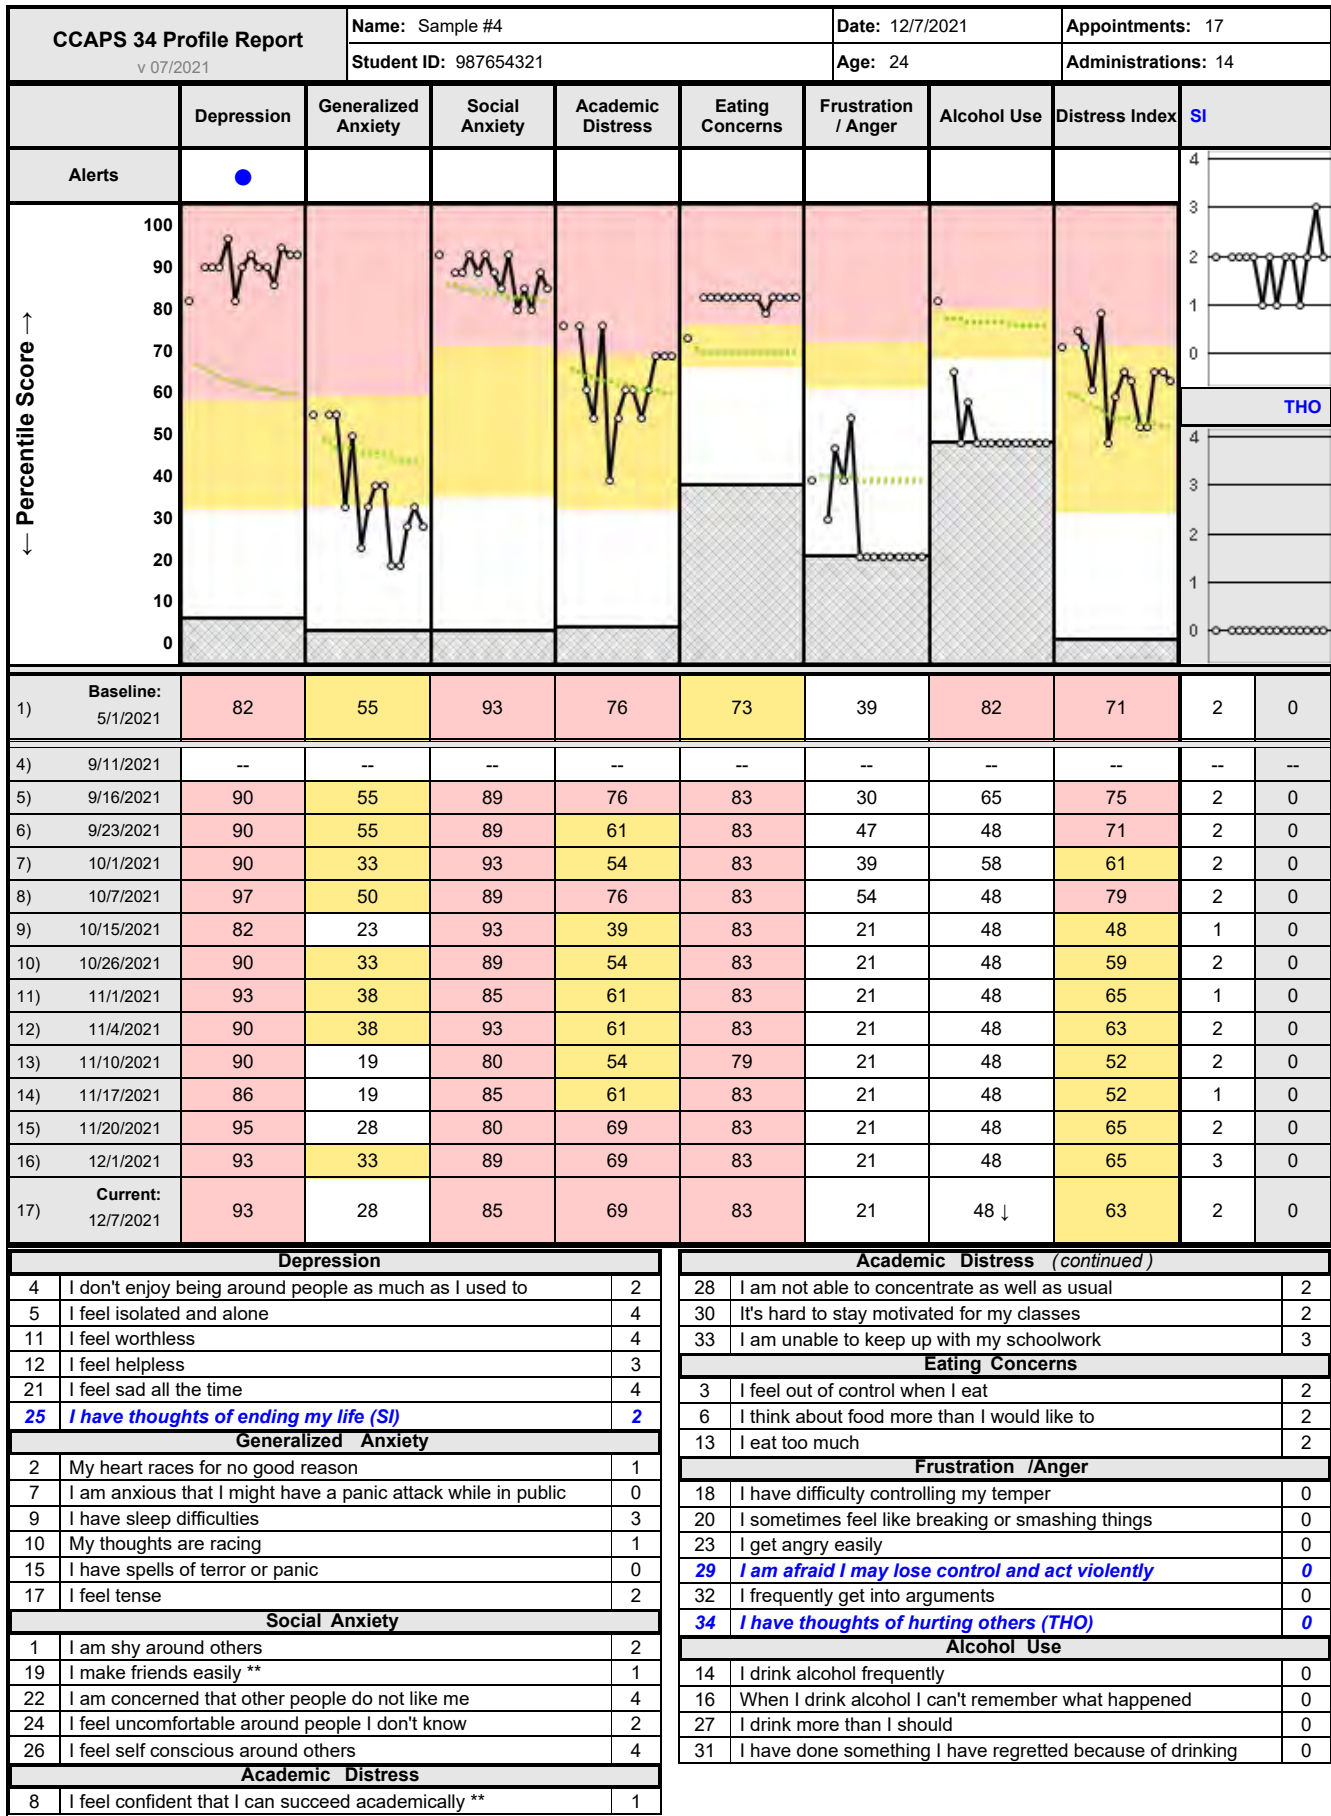 CCAPS 34 Profile Report
v 07/2021
Name: Sample #4
Date: 12/7/2021
Appointments: 17
Student ID: 987654321
Age: 24
Administrations: 14
Depression
Generalized
Anxiety
Social
Anxiety
Academic
Distress
Eating
Concerns
Frustration
/ Anger
Alcohol Use
Distress Index
SI
Alerts
← Percentile Score →
100
90
80
70
60
50
40
30
20
10
0
4
3
2
1
0
THO
4
3
2
1
0
1) Baseline: 5/1/2021 82 55 93 76 73 39 82 71 2 0
4) 9/11/2021 -- -- -- -- -- -- -- -- -- --
5) 9/16/2021 90 55 89 76 83 30 65 75 2 0
6) 9/23/2021 90 55 89 61 83 47 48 71 2 0
7) 10/1/2021 90 33 93 54 83 39 58 61 2 0
8) 10/7/2021 97 50 89 76 83 54 48 79 2 0
9) 10/15/2021 82 23 93 39 83 21 48 48 1 0
10) 10/26/2021 90 33 89 54 83 21 48 59 2 0
11) 11/1/2021 93 38 85 61 83 21 48 65 1 0
12) 11/4/2021 90 38 93 61 83 21 48 63 2 0
13) 11/10/2021 90 19 80 54 79 21 48 52 2 0
14) 11/17/2021 86 19 85 61 83 21 48 52 1 0
15) 11/20/2021 95 28 80 69 83 21 48 65 2 0
16) 12/1/2021 93 33 89 69 83 21 48 65 3 0
17) Current: 12/7/2021 93 28 85 69 83 21 48 ↓ 63 2 0
Depression
4 I don't enjoy being around people as much as I used to 2
5 I feel isolated and alone 4
11 I feel worthless 4
12 I feel helpless 3
21 I feel sad all the time 4
25 I have thoughts of ending my life (SI) 2
Generalized Anxiety
2 My heart races for no good reason 1
7 I am anxious that I might have a panic attack while in public 0
9 I have sleep difficulties 3
10 My thoughts are racing 1
15 I have spells of terror or panic 0
17 I feel tense 2
Social Anxiety
1 I am shy around others 2
19 I make friends easily ** 1
22 I am concerned that other people do not like me 4
24 I feel uncomfortable around people I don't know 2
26 I feel self conscious around others 4
Academic Distress
8 I feel confident that I can succeed academically ** 1
Academic Distress (continued)
28 I am not able to concentrate as well as usual 2
30 It's hard to stay motivated for my classes 2
33 I am unable to keep up with my schoolwork 3
Eating Concerns
3 I feel out of control when I eat 2
6 I think about food more than I would like to 2
13 I eat too much 2
Frustration /Anger
18 I have difficulty controlling my temper 0
20 I sometimes feel like breaking or smashing things 0
23 I get angry easily 0
29 I am afraid I may lose control and act violently 0
32 I frequently get into arguments 0
34 I have thoughts of hurting others (THO) 0
Alcohol Use
14 I drink alcohol frequently 0
16 When I drink alcohol I can't remember what happened 0
27 I drink more than I should 0
31 I have done something I have regretted because of drinking 0